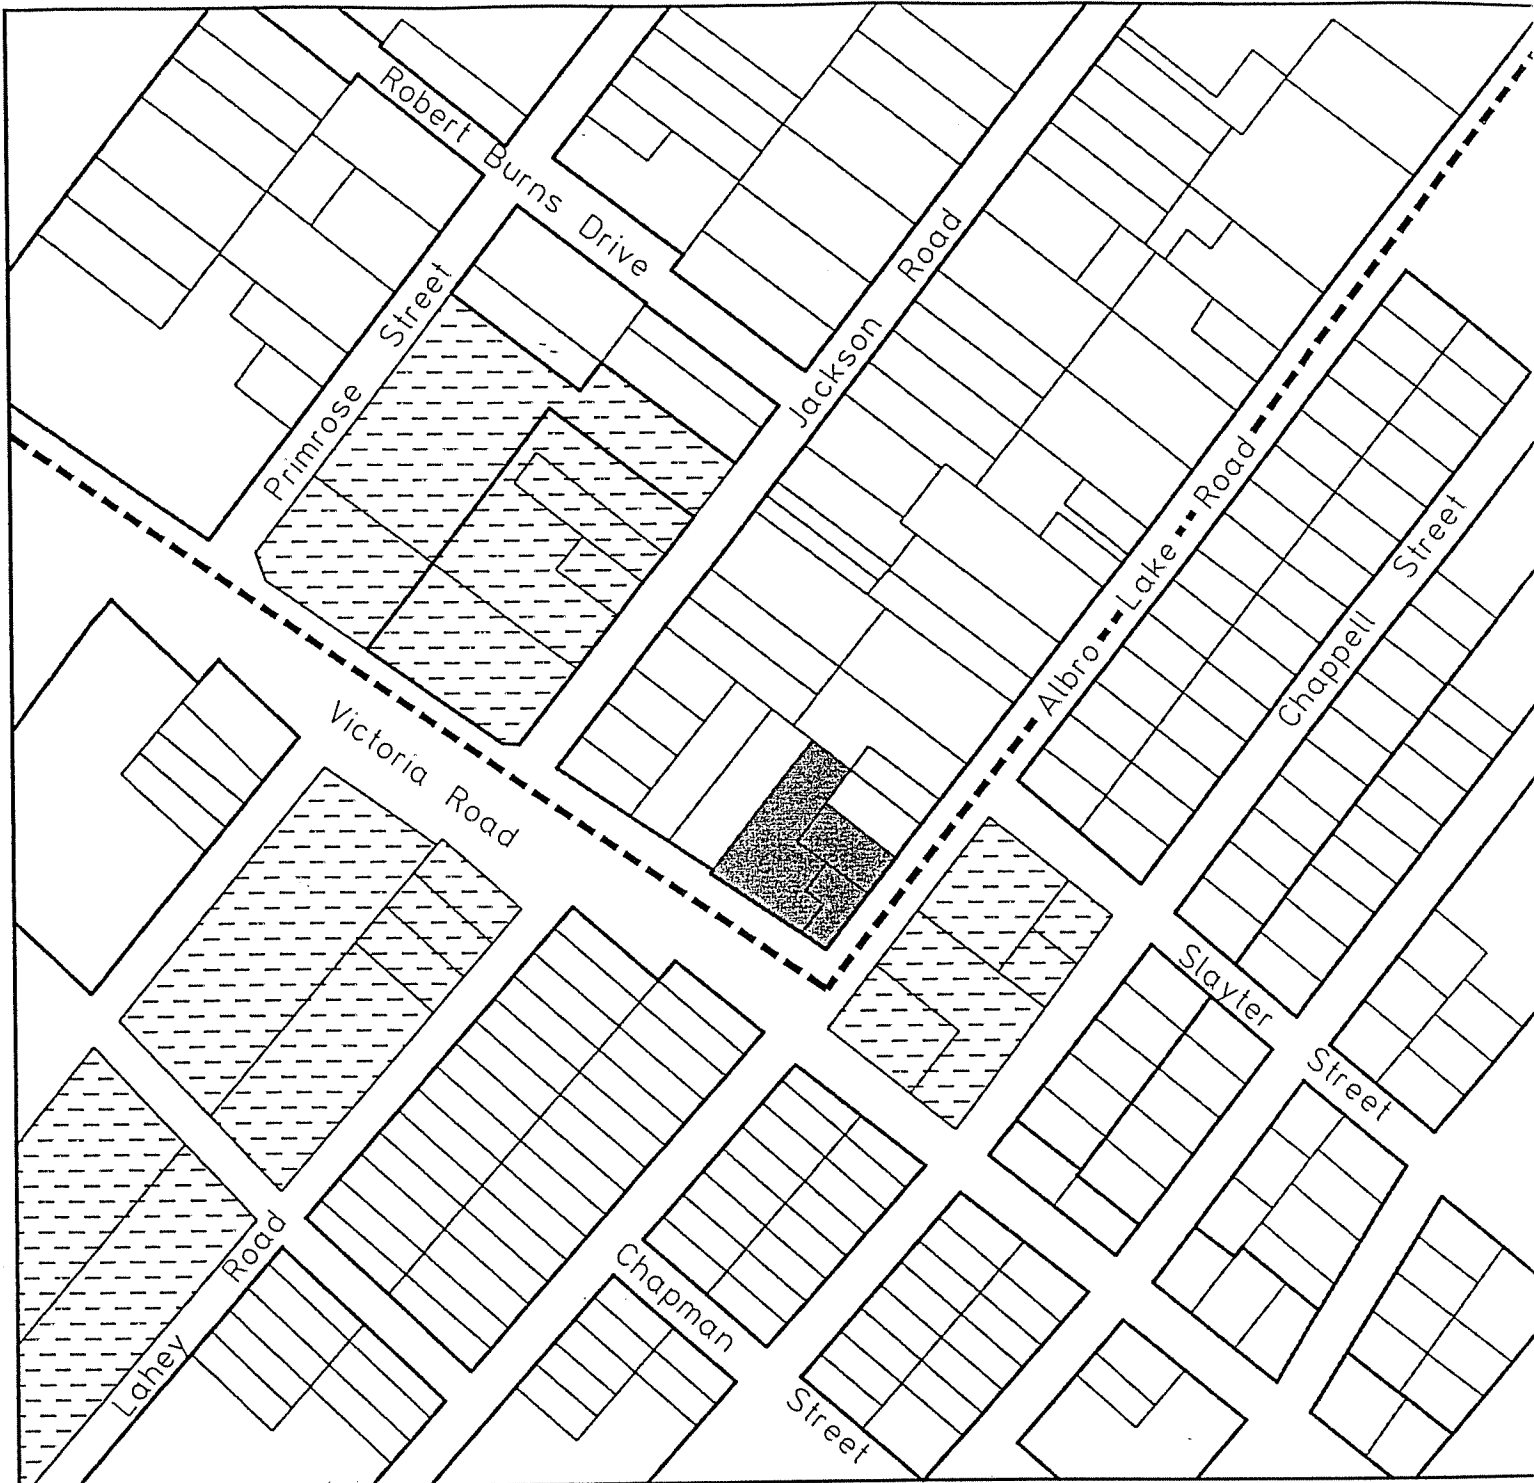 Robert Burns Drive
Primrose Street
Jackson Road
Albro Lake Road
Chappell Street
Victoria Road
Slayter Street
Lahey Road
Chapman Street